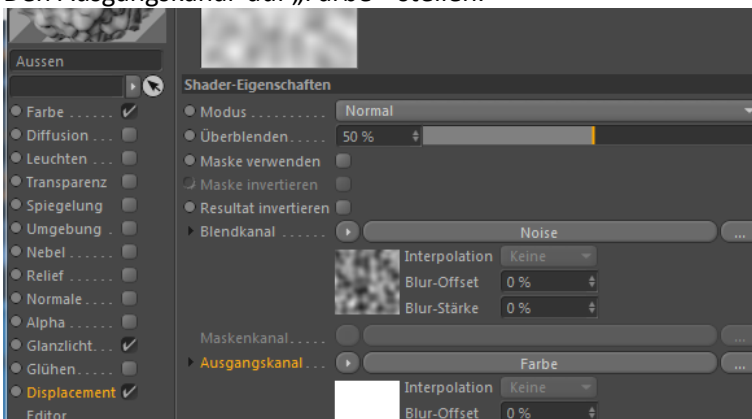 Den Ausgangskanal auf „Farbe“ stellen.
Aussen
Farbe ......
Diffusion ...
Leuchten ...
Transparenz
Spiegelung
Umgebung .
Nebel ......
Relief ......
Normale ....
Alpha ......
Glanzlicht. . .
Glühen. ....
Displacement
Editor
Shader-Eigenschaften
Modus .......... Normal
Überblenden..... 50 %
Maske verwenden
Maske invertieren
Resultat invertieren
Blendkanal ...... Noise ...
Interpolation Keine
Blur-Offset 0 %
Blur-Stärke 0 %
Maskenkanal..... ...
Ausgangskanal... Farbe ...
Interpolation Keine
Blur-Offset 0 %